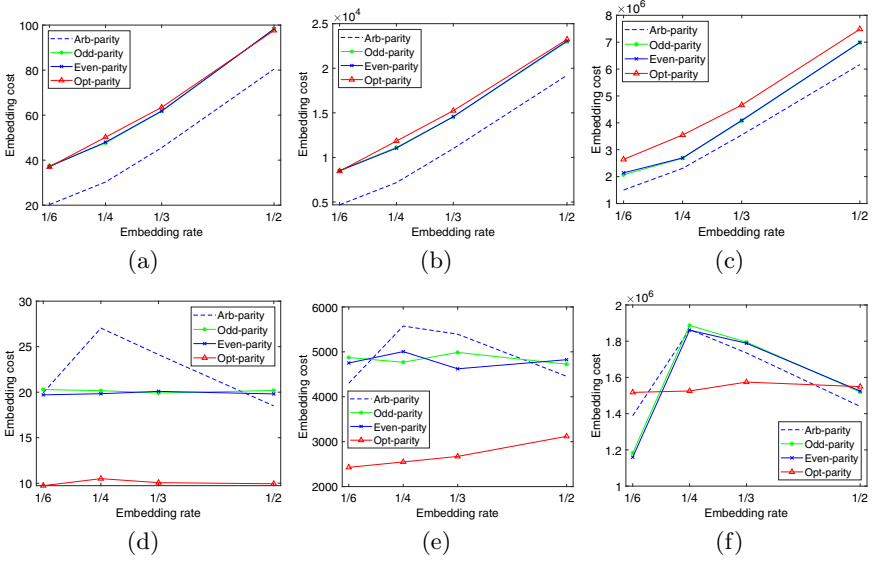 100
80
60
40
20
1/6 1/4 1/3 1/2
Embedding cost
Embedding rate
Arb-parity
Odd-parity
Even-parity
Opt-parity
(a)
×10⁴
2.5
2
1.5
1
0.5
1/6 1/4 1/3 1/2
Embedding cost
Embedding rate
Arb-parity
Odd-parity
Even-parity
Opt-parity
(b)
×10⁶
8
7
6
5
4
3
2
1
1/6 1/4 1/3 1/2
Embedding cost
Embedding rate
Arb-parity
Odd-parity
Even-parity
Opt-parity
(c)
30
25
20
15
10
1/6 1/4 1/3 1/2
Embedding cost
Embedding rate
Arb-parity
Odd-parity
Even-parity
Opt-parity
(d)
6000
5000
4000
3000
2000
1/6 1/4 1/3 1/2
Embedding cost
Embedding rate
Arb-parity
Odd-parity
Even-parity
Opt-parity
(e)
×10⁶
2
1.8
1.6
1.4
1.2
1
1/6 1/4 1/3 1/2
Embedding cost
Embedding rate
Arb-parity
Odd-parity
Even-parity
Opt-parity
(f)